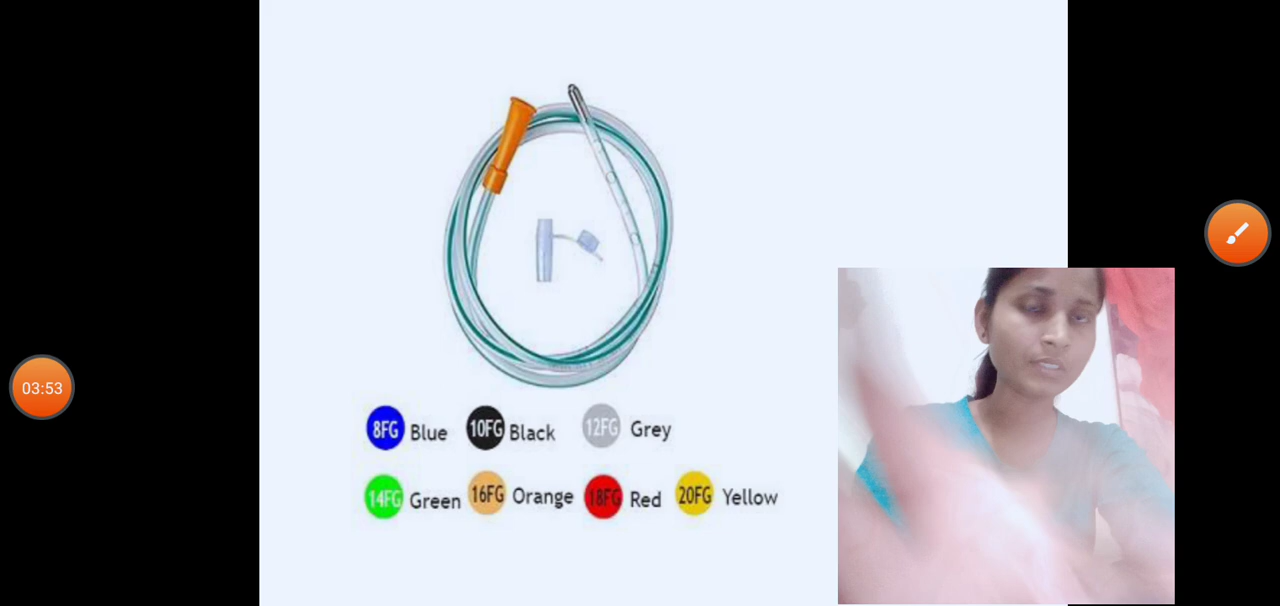 03:53
8FG Blue 10FG Black 12FG Grey
14FG Green 16FG Orange 18FG Red 20FG Yellow